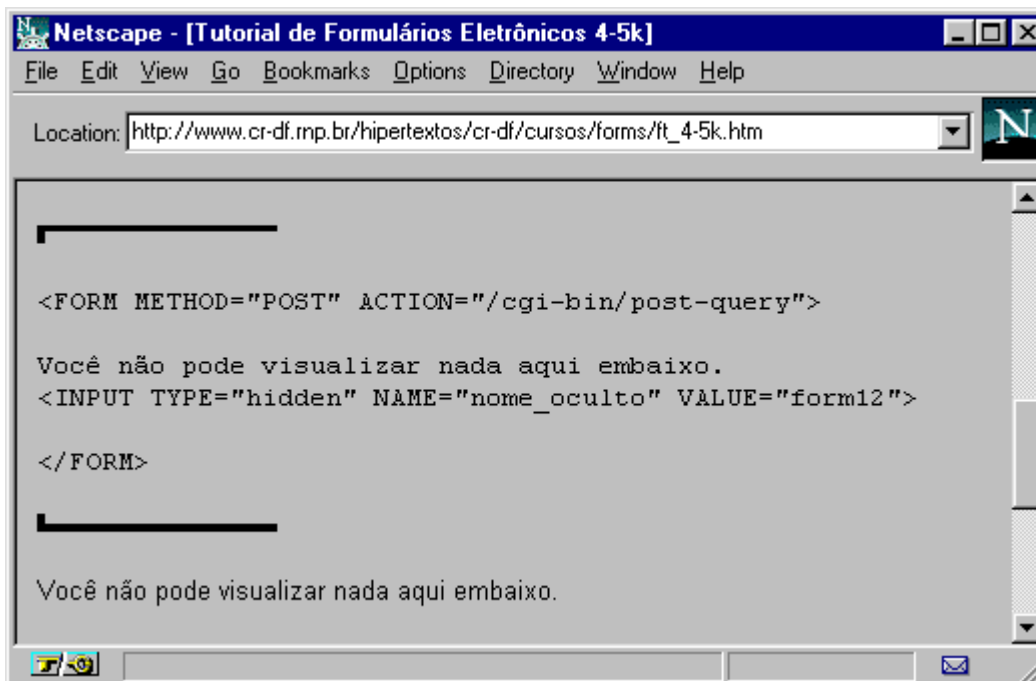 Netscape - [Tutorial de Formulários Eletrônicos 4-5k]
File Edit View Go Bookmarks Options Directory Window Help
Location: http://www.cr-df.rnp.br/hipertextos/cr-df/cursos/forms/ft_4-5k.htm
N
<FORM METHOD="POST" ACTION="/cgi-bin/post-query">
Você não pode visualizar nada aqui embaixo.
<INPUT TYPE="hidden" NAME="nome_oculto" VALUE="form12">
</FORM>
Você não pode visualizar nada aqui embaixo.